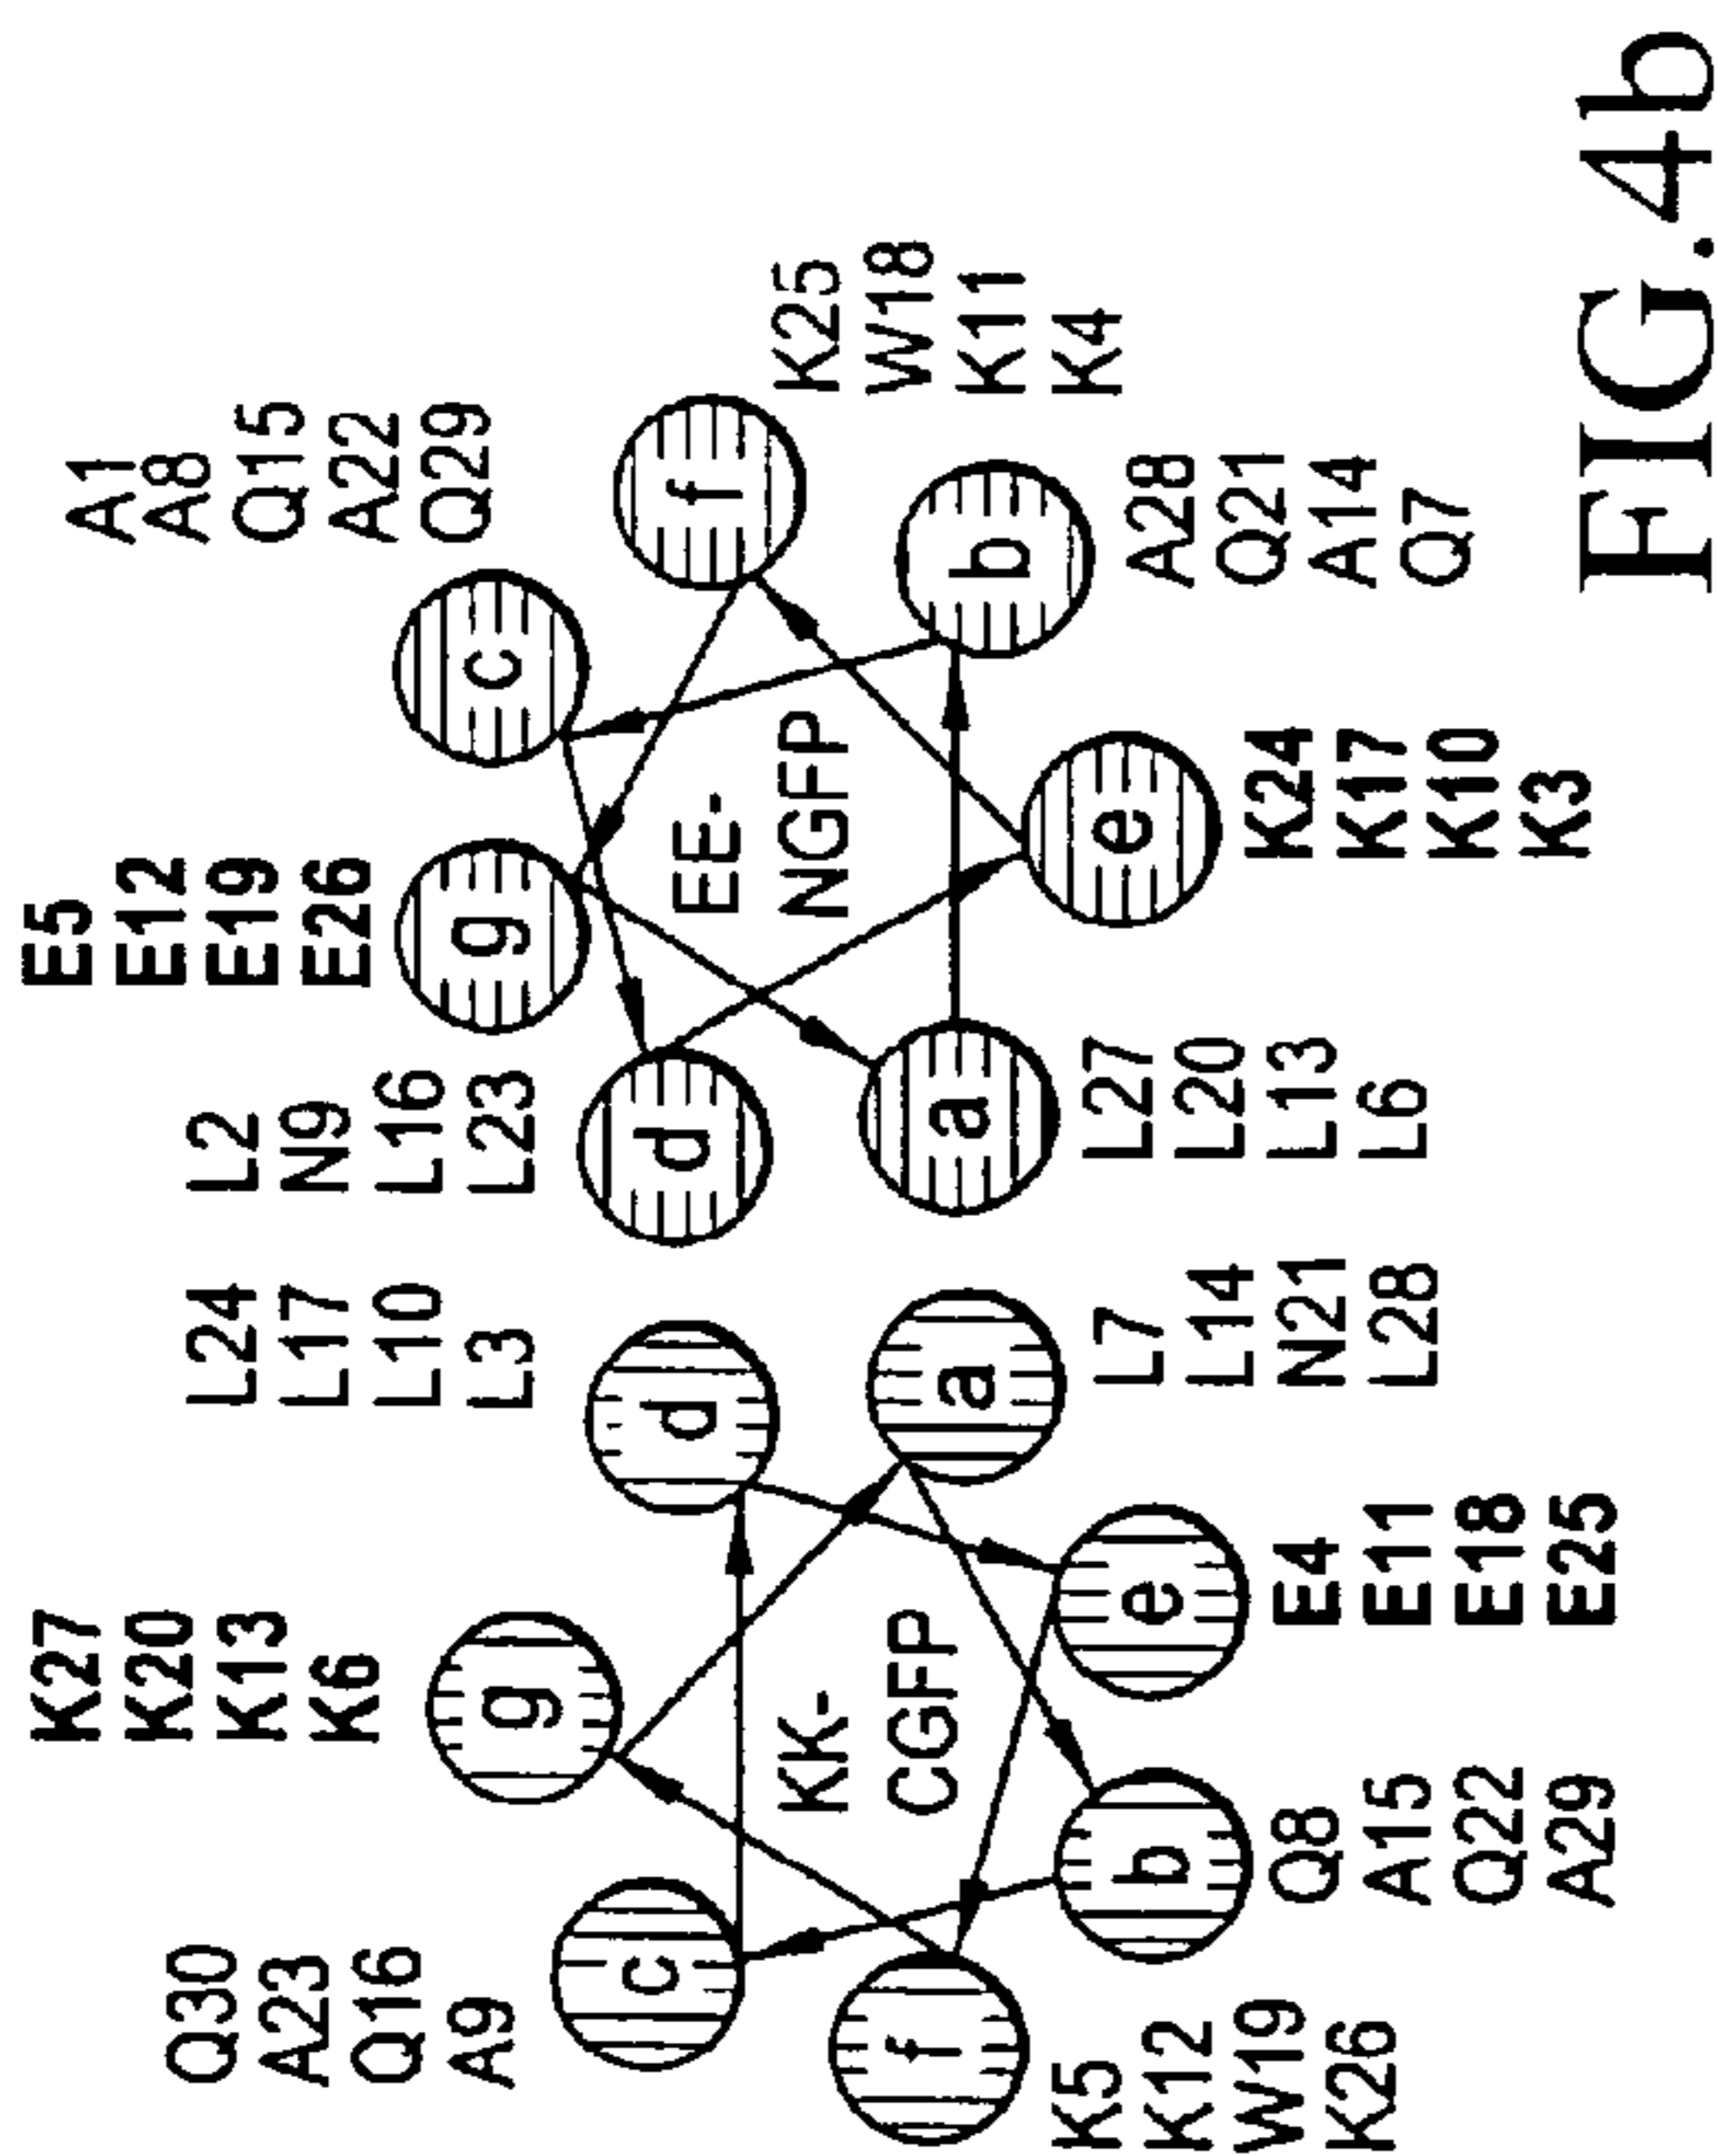 Q30
A23
Q16
A9
c
K27
K20
K13
K6
g
L24
L17
L10
L3
d
L2
N9
L16
L23
d
E5
E12
E19
E26
g
A1
A8
Q15
A22
Q29
c
f
K5
K12
W19
K26
KK-
CGFP
b
Q8
A15
Q22
A29
e
E4
E11
E18
E25
a
L7
L14
N21
L28
a
L27
L20
L13
L6
EE-
NGFP
e
K24
K17
K10
K3
f
K25
W18
K11
K4
b
A28
Q21
A14
Q7
FIG.4b